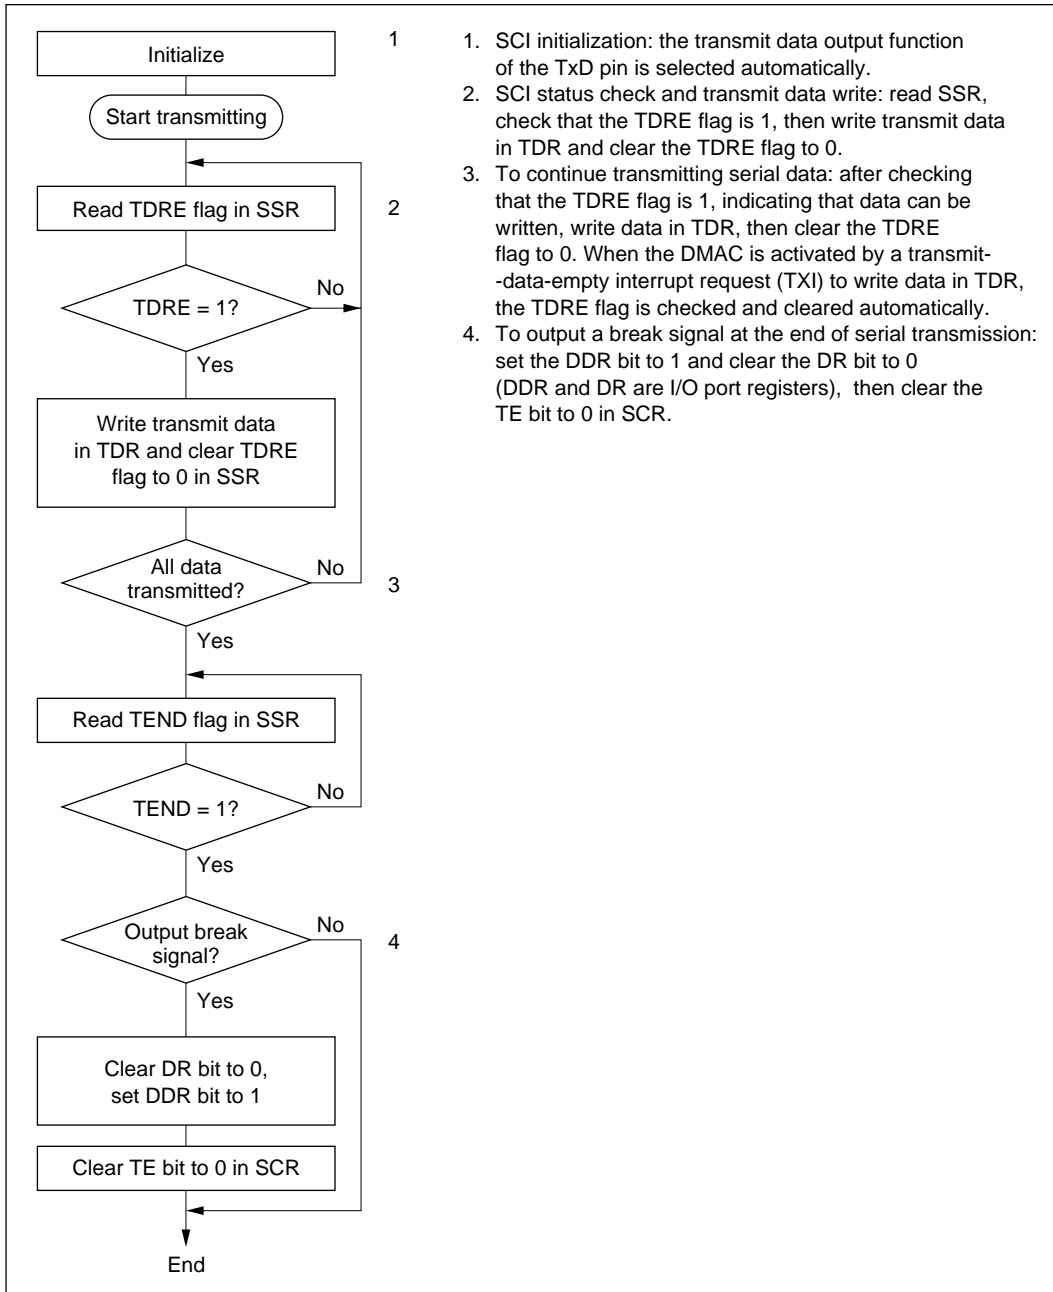 Initialize
1
Start transmitting
Read TDRE flag in SSR
2
TDRE = 1?
No
Yes
Write transmit data
in TDR and clear TDRE
flag to 0 in SSR
All data
transmitted?
No
3
Yes
Read TEND flag in SSR
TEND = 1?
No
Yes
Output break
signal?
No
4
Yes
Clear DR bit to 0,
set DDR bit to 1
Clear TE bit to 0 in SCR
End
1. SCI initialization: the transmit data output function
of the TxD pin is selected automatically.
2. SCI status check and transmit data write: read SSR,
check that the TDRE flag is 1, then write transmit data
in TDR and clear the TDRE flag to 0.
3. To continue transmitting serial data: after checking
that the TDRE flag is 1, indicating that data can be
written, write data in TDR, then clear the TDRE
flag to 0. When the DMAC is activated by a transmit-
-data-empty interrupt request (TXI) to write data in TDR,
the TDRE flag is checked and cleared automatically.
4. To output a break signal at the end of serial transmission:
set the DDR bit to 1 and clear the DR bit to 0
(DDR and DR are I/O port registers), then clear the
TE bit to 0 in SCR.